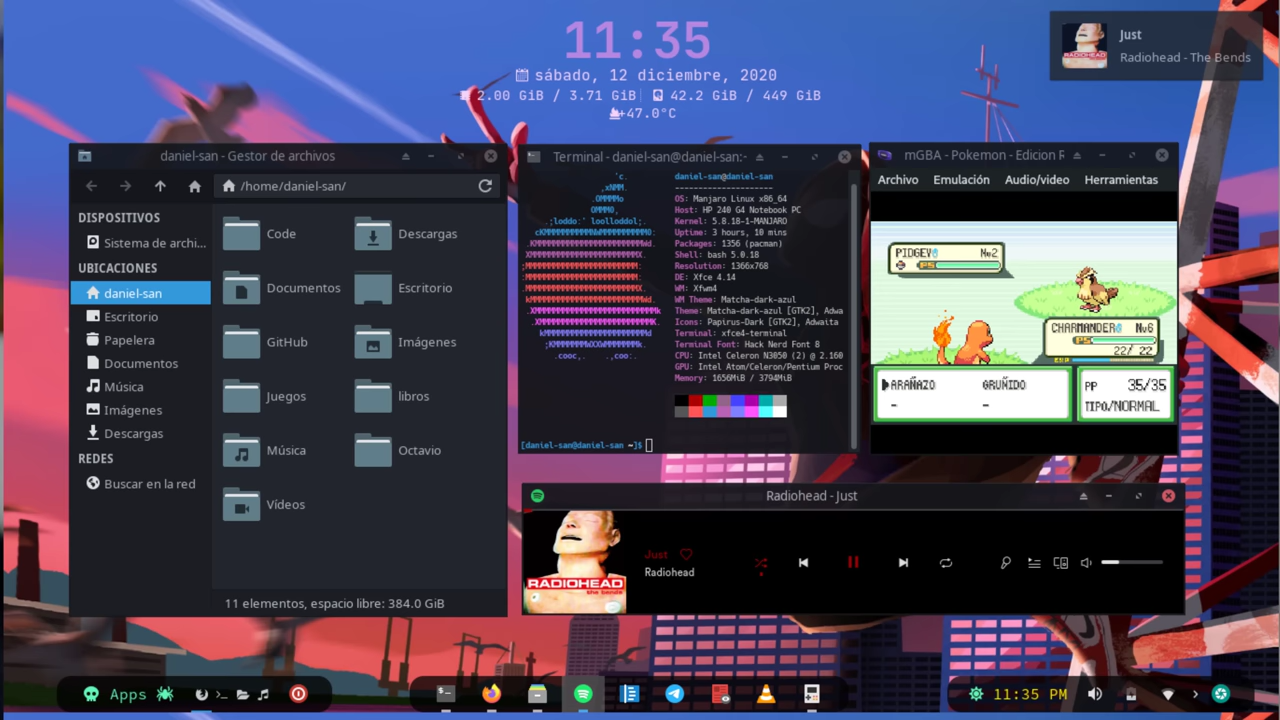 11:35
sábado, 12 diciembre, 2020
2.00 GiB / 3.71 GiB 42.2 GiB / 449 GiB
+47.0°C
Just
Radiohead - The Bends
daniel-san - Gestor de archivos
/home/daniel-san/
DISPOSITIVOS
Sistema de archi...
UBICACIONES
daniel-san
Escritorio
Papelera
Documentos
Música
Imágenes
Descargas
REDES
Buscar en la red
Code
Descargas
Documentos
Escritorio
GitHub
Imágenes
Juegos
libros
Música
Octavio
Vídeos
11 elementos, espacio libre: 384.0 GiB
Terminal - daniel-san@daniel-san:-
daniel-san@daniel-san
---------------------
OS: Manjaro Linux x86_64
Host: HP 240 G4 Notebook PC
Kernel: 5.8.18-1-MANJARO
Uptime: 3 hours, 10 mins
Packages: 1356 (pacman)
Shell: bash 5.0.18
Resolution: 1366x768
DE: Xfce 4.14
WM: Xfwm4
WM Theme: Matcha-dark-azul
Theme: Matcha-dark-azul [GTK2], Adwa
Icons: Papirus-Dark [GTK2], Adwaita
Terminal: xfce4-terminal
Terminal Font: Hack Nerd Font 8
CPU: Intel Celeron N3050 (2) @ 2.160
GPU: Intel Atom/Celeron/Pentium Proc
Memory: 1656MiB / 3794MiB
[daniel-san@daniel-san ~]$
mGBA - Pokemon - Edicion R
Archivo Emulación Audio/video Herramientas
PIDGEY♂ Nv2
PS
CHARMANDER♂ Nv6
PS
22/ 22
ARAÑAZO GRUÑIDO
- -
PP 35/35
TIPO/NORMAL
Radiohead - Just
RADIOHEAD
the bends
Just
Radiohead
Apps
11:35 PM